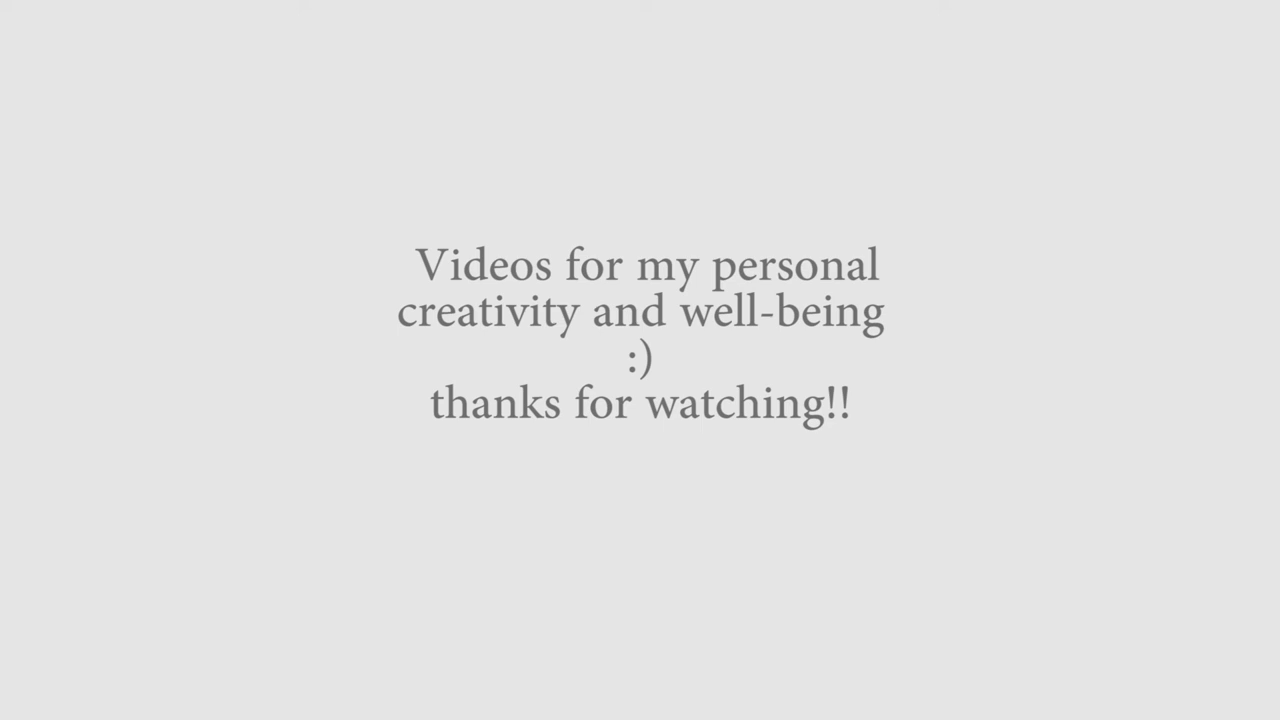 Videos for my personal
creativity and well-being
:)
thanks for watching!!